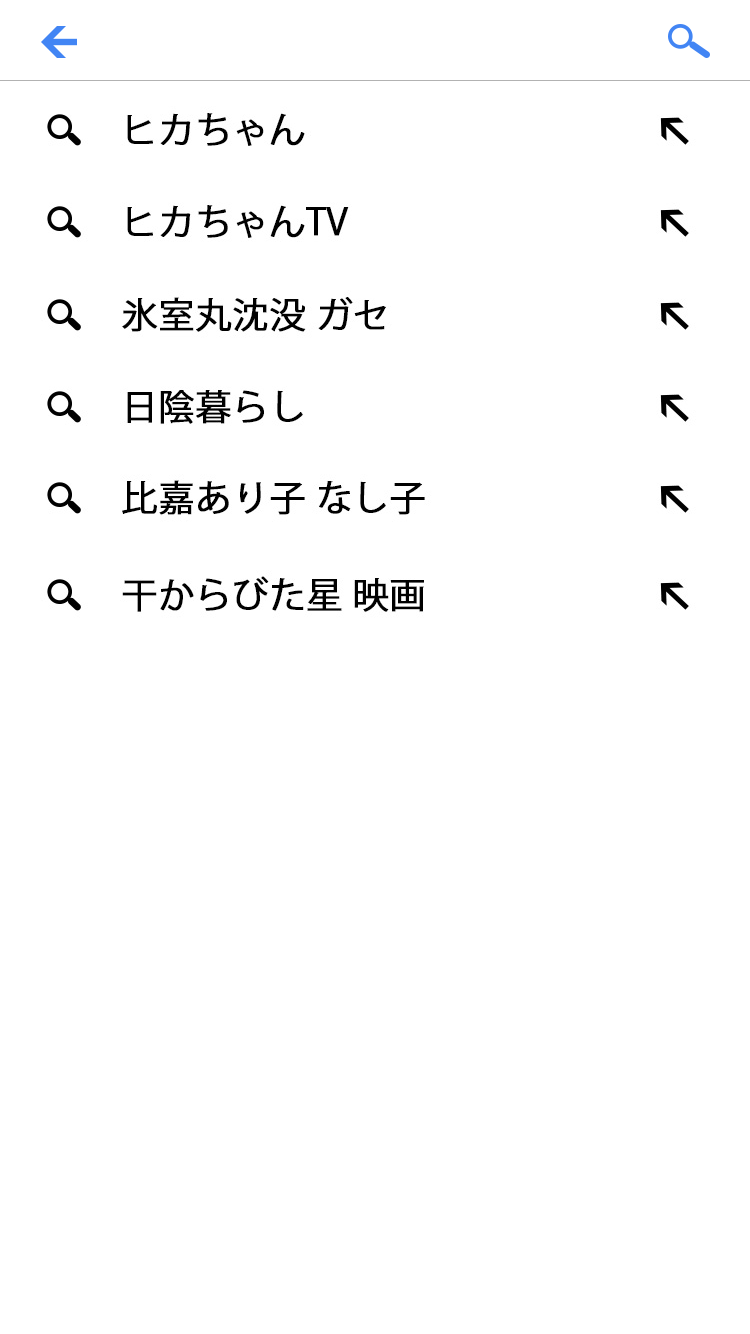 ヒカちゃん
ヒカちゃんTV
氷室丸沈没 ガセ
日陰暮らし
比嘉あり子 なし子
干からびた星 映画